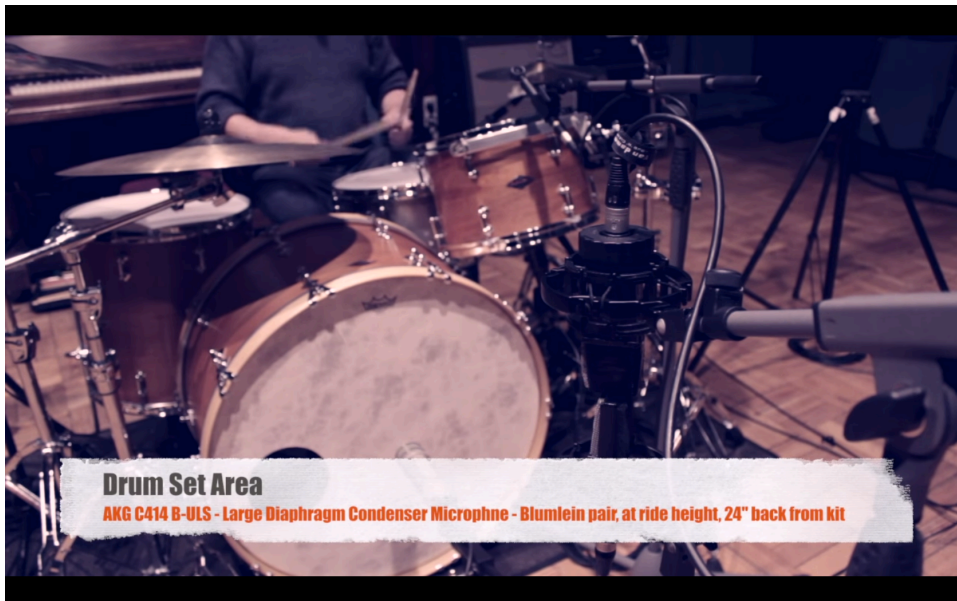 Drum Set Area
AKG C414 B-ULS - Large Diaphragm Condenser Microphne - Blumlein pair, at ride height, 24" back from kit